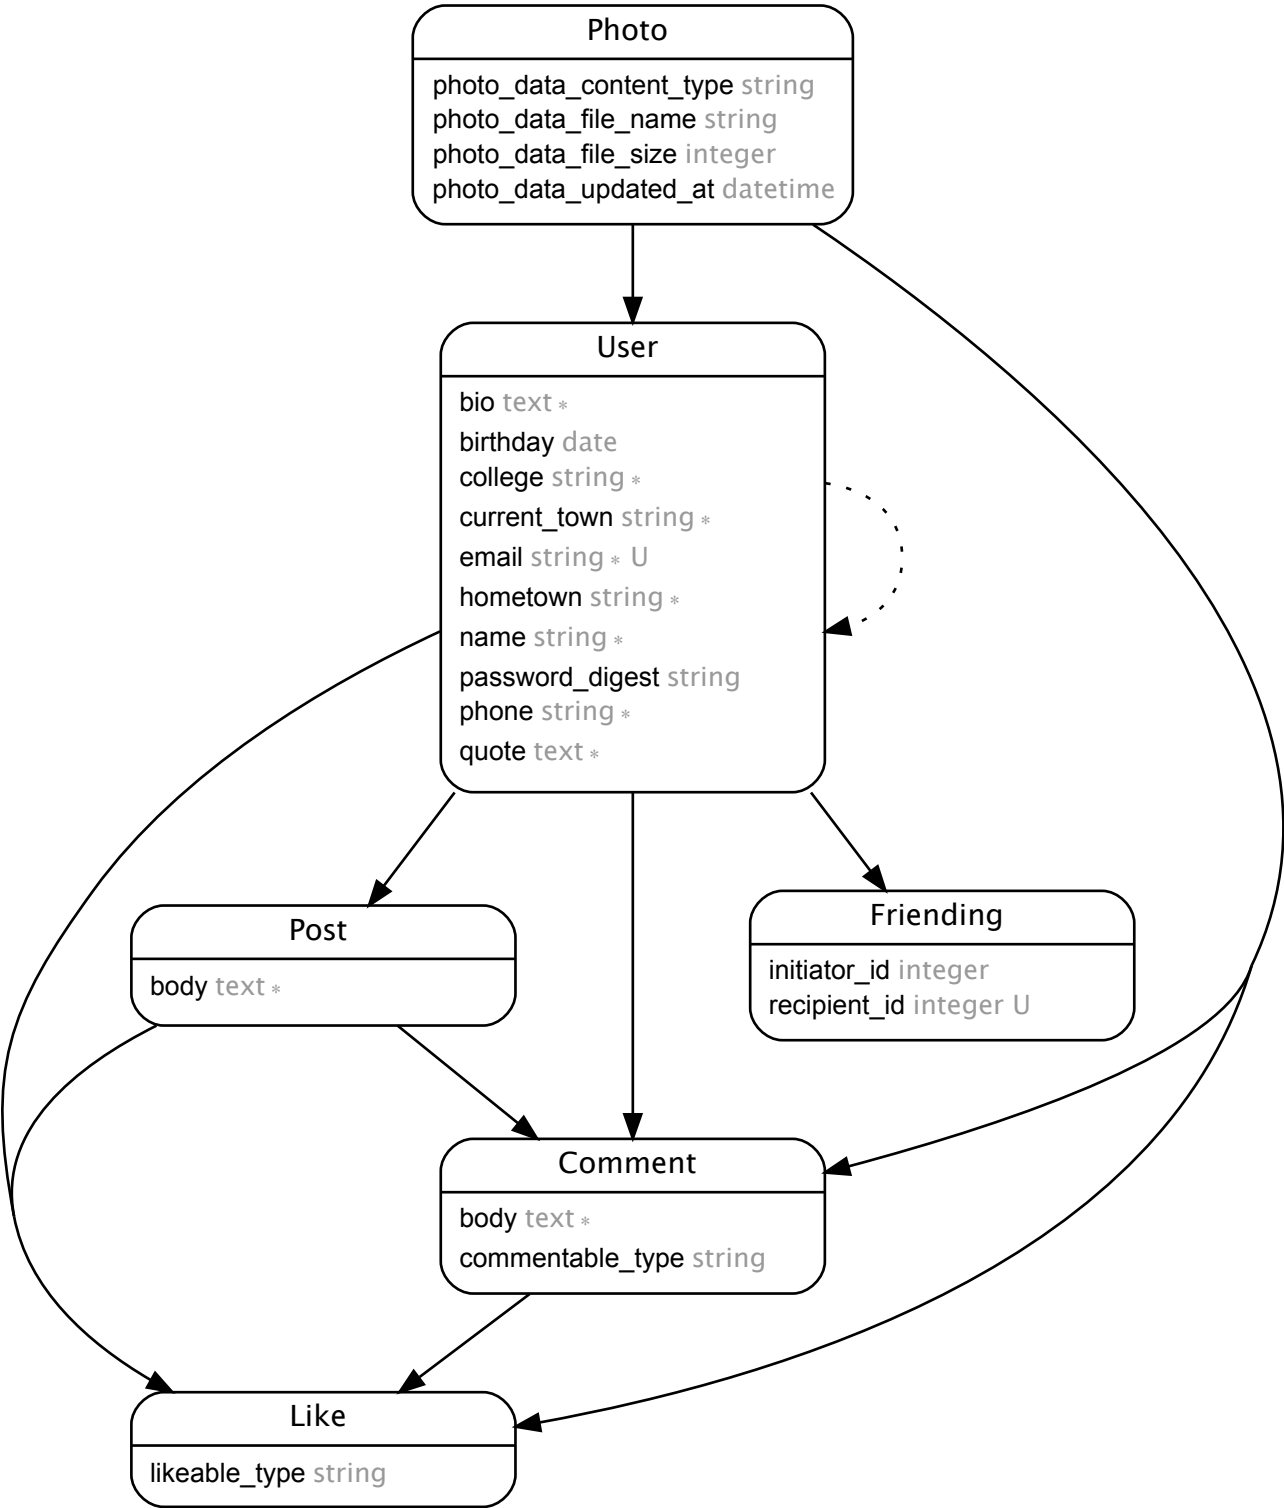 Photo
photo_data_content_type string
photo_data_file_name string
photo_data_file_size integer
photo_data_updated_at datetime
User
bio text *
birthday date
college string *
current_town string *
email string * U
hometown string *
name string *
password_digest string
phone string *
quote text *
Post
body text *
Friending
initiator_id integer
recipient_id integer U
Comment
body text *
commentable_type string
Like
likeable_type string